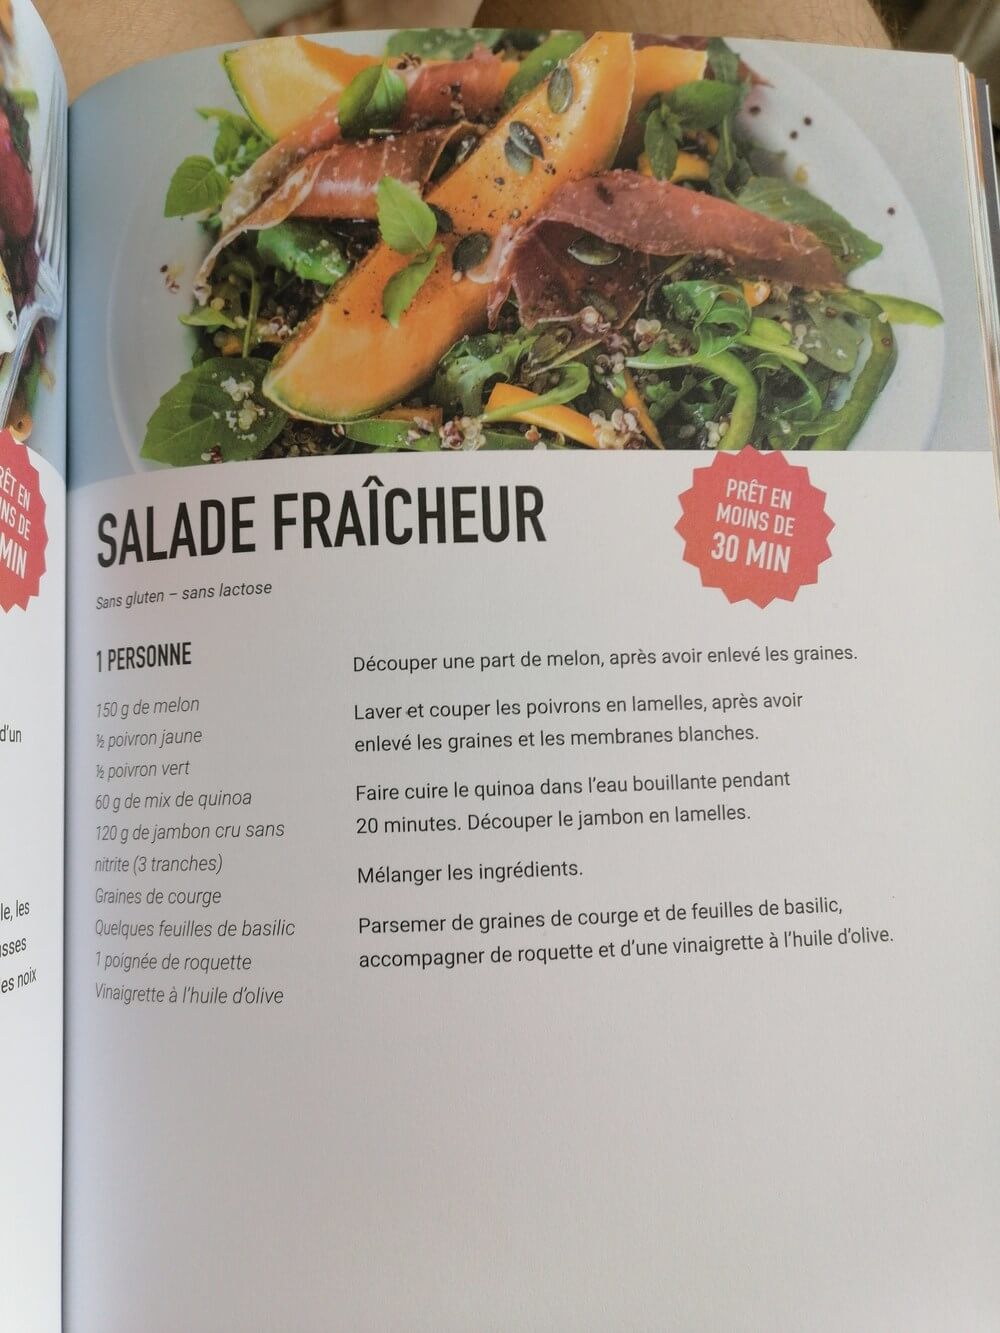 SALADE FRAÎCHEUR
PRÊT EN
MOINS DE
30 MIN
Sans gluten – sans lactose
1 PERSONNE
150 g de melon
½ poivron jaune
½ poivron vert
60 g de mix de quinoa
120 g de jambon cru sans
nitrite (3 tranches)
Graines de courge
Quelques feuilles de basilic
1 poignée de roquette
Vinaigrette à l'huile d'olive
Découper une part de melon, après avoir enlevé les graines.
Laver et couper les poivrons en lamelles, après avoir
enlevé les graines et les membranes blanches.
Faire cuire le quinoa dans l'eau bouillante pendant
20 minutes. Découper le jambon en lamelles.
Mélanger les ingrédients.
Parsemer de graines de courge et de feuilles de basilic,
accompagner de roquette et d'une vinaigrette à l'huile d'olive.
EN
DE
MIN
d'un
les
noix